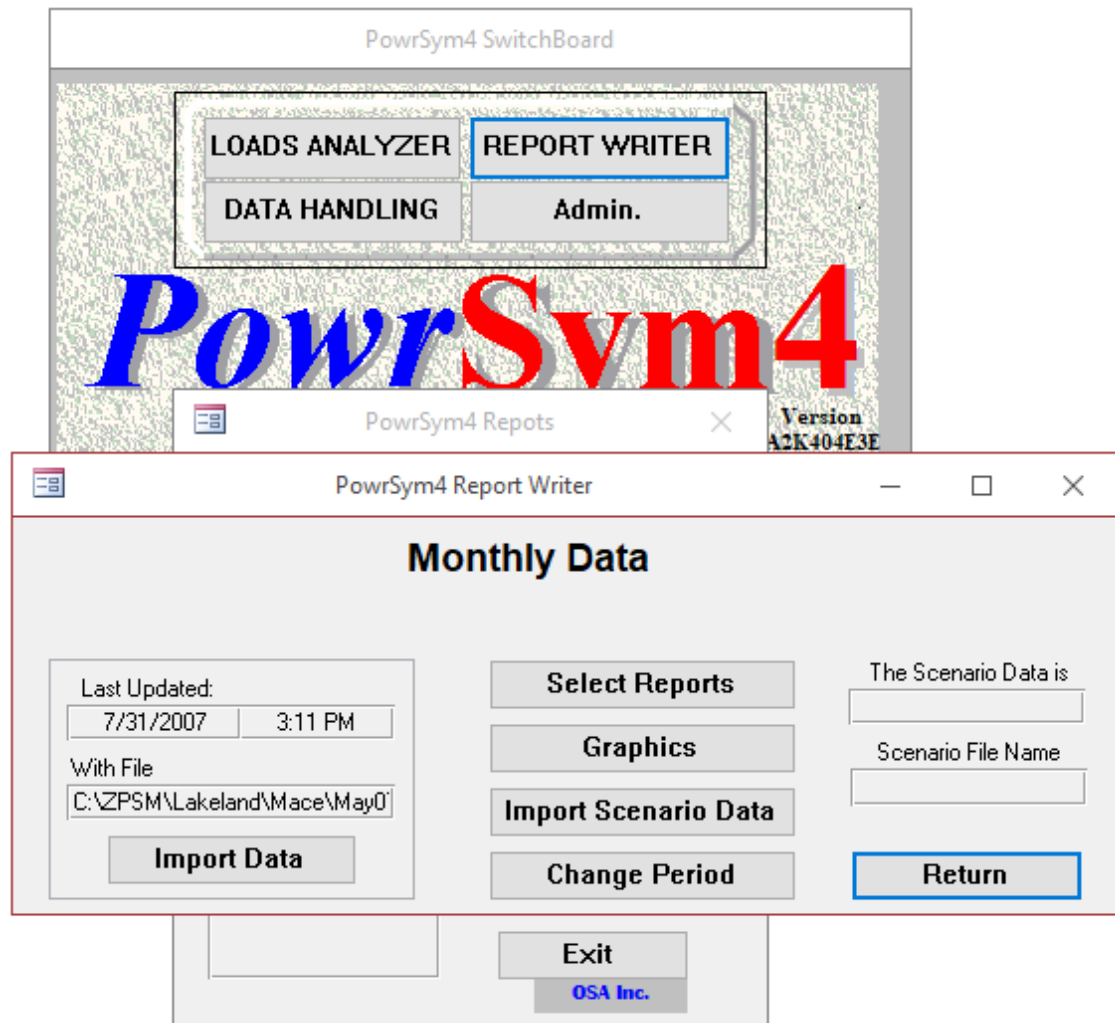 PowrSym4 SwitchBoard
LOADS ANALYZER
REPORT WRITER
DATA HANDLING
Admin.
PowrSym4
PowrSym4 Repots
Version
A2K404E3E
PowrSym4 Report Writer
Monthly Data
Last Updated:
7/31/2007
3:11 PM
With File
C:\ZPSM\Lakeland\Mace\May0
Import Data
Select Reports
Graphics
Import Scenario Data
Change Period
The Scenario Data is
Scenario File Name
Return
Exit
OSA Inc.